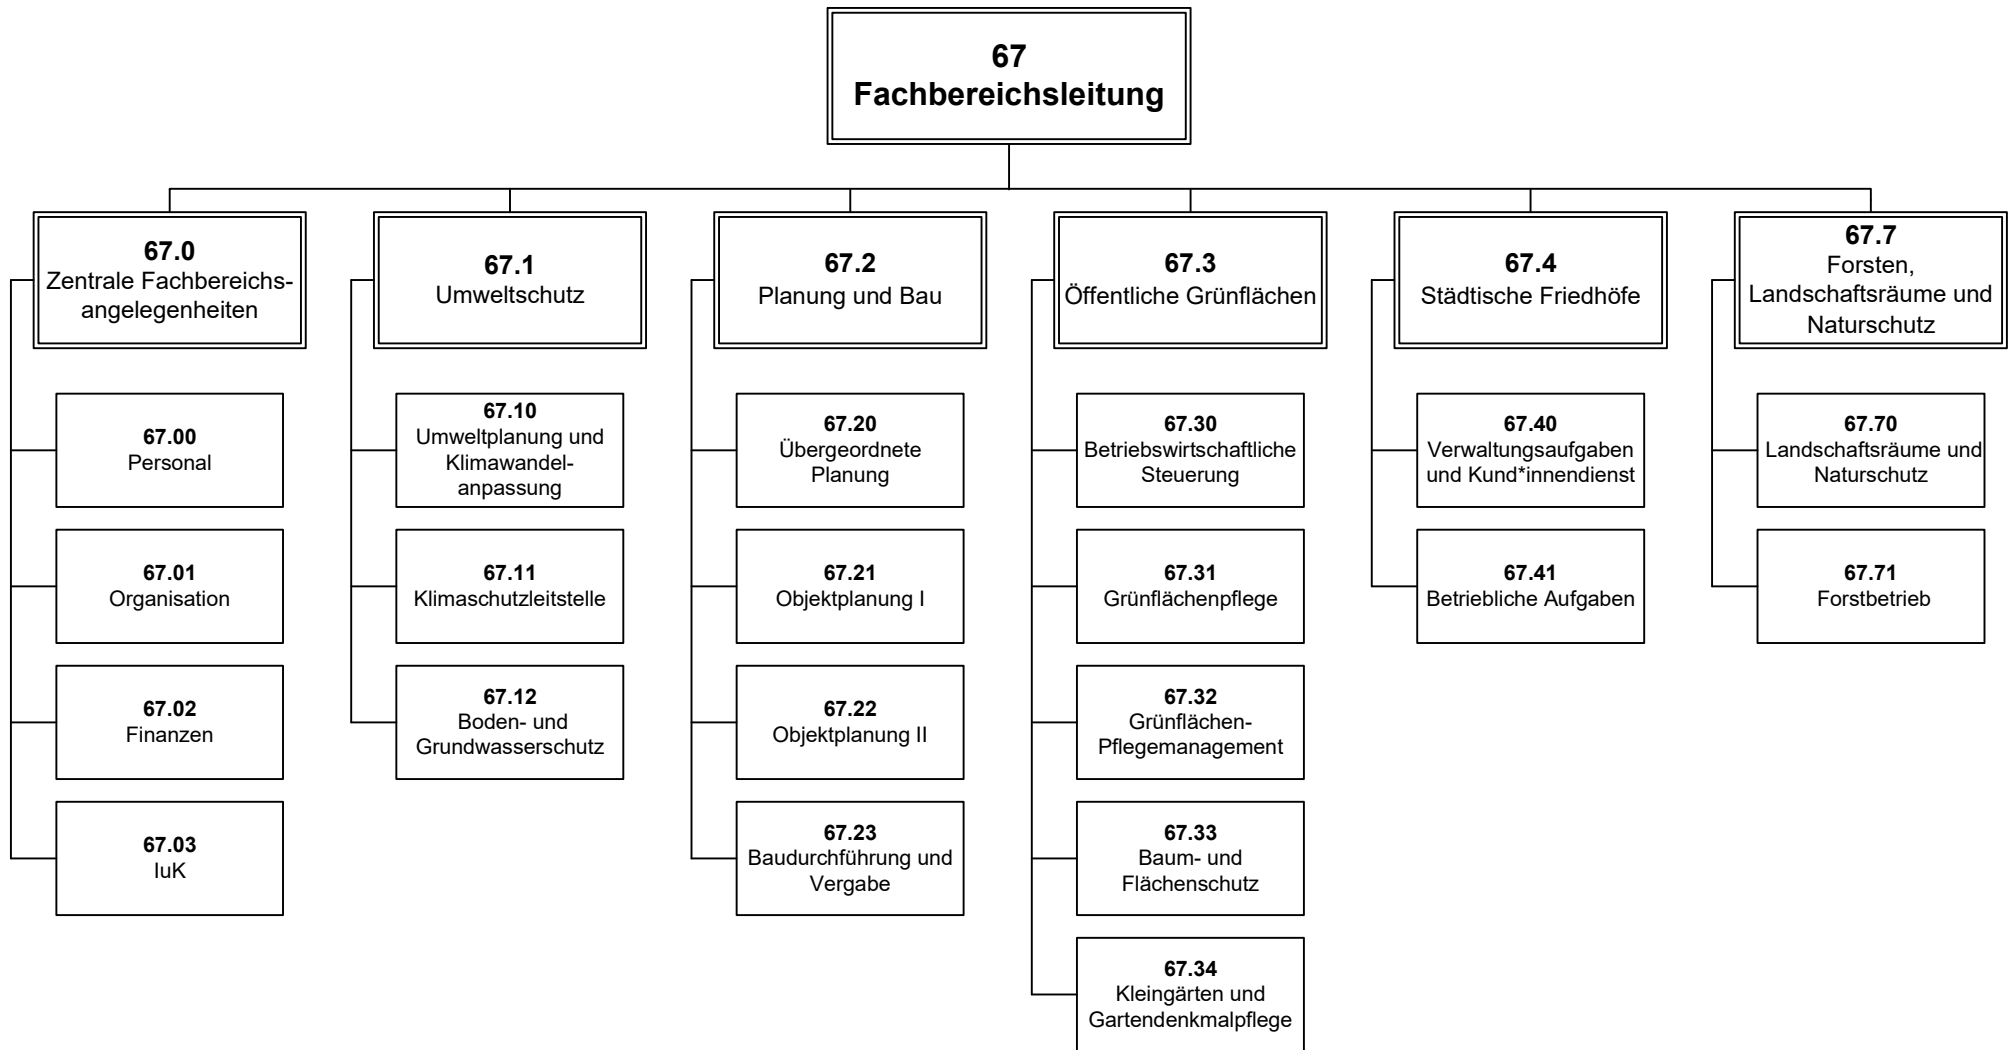 67
Fachbereichsleitung
67.0
Zentrale Fachbereichs-
angelegenheiten
67.00
Personal
67.01
Organisation
67.02
Finanzen
67.03
IuK
67.1
Umweltschutz
67.10
Umweltplanung und
Klimawandel-
anpassung
67.11
Klimaschutzleitstelle
67.12
Boden- und
Grundwasserschutz
67.2
Planung und Bau
67.20
Übergeordnete
Planung
67.21
Objektplanung I
67.22
Objektplanung II
67.23
Baudurchführung und
Vergabe
67.3
Öffentliche Grünflächen
67.30
Betriebswirtschaftliche
Steuerung
67.31
Grünflächenpflege
67.32
Grünflächen-
Pflegemanagement
67.33
Baum- und
Flächenschutz
67.34
Kleingärten und
Gartendenkmalpflege
67.4
Städtische Friedhöfe
67.40
Verwaltungsaufgaben
und Kund*innendienst
67.41
Betriebliche Aufgaben
67.7
Forsten,
Landschaftsräume und
Naturschutz
67.70
Landschaftsräume und
Naturschutz
67.71
Forstbetrieb